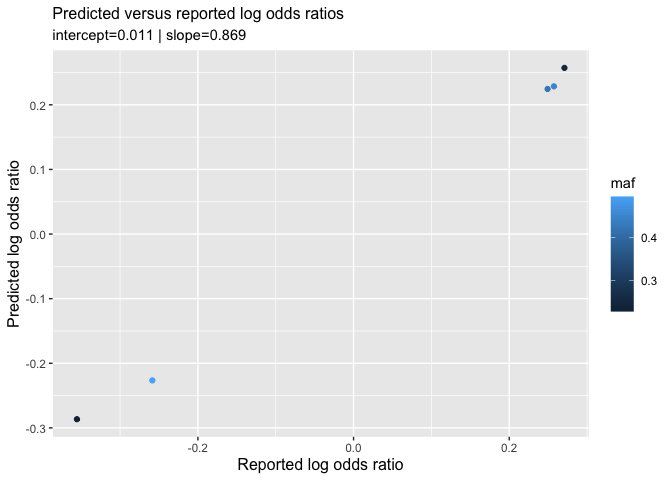 Predicted versus reported log odds ratios
intercept=0.011 | slope=0.869
Predicted log odds ratio
0.2
0.1
0.0
-0.1
-0.2
-0.3
-0.2
0.0
0.2
Reported log odds ratio
maf
0.4
0.3